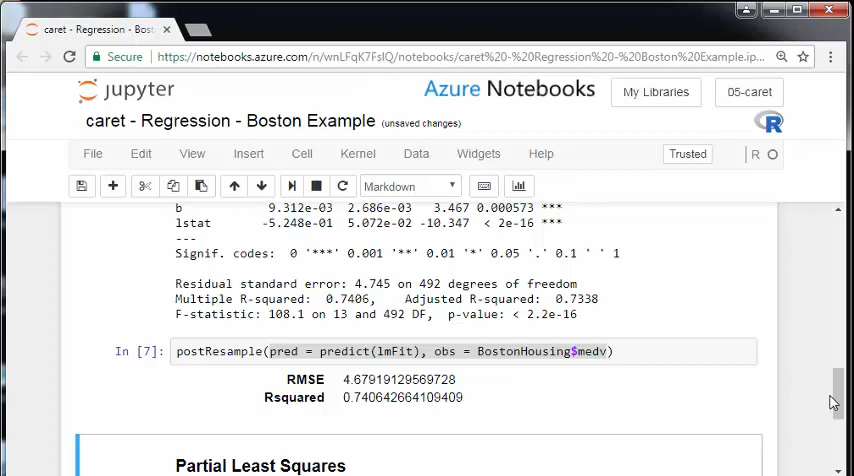 caret - Regression - Bost
Secure
https://notebooks.azure.com/n/wnLFqK7FslQ/notebooks/caret%20-%20Regression%20-%20Boston%20Example.ip...
jupyter
Azure Notebooks
My Libraries
05-caret
caret - Regression - Boston Example (unsaved changes)
R
File Edit View Insert Cell Kernel Data Widgets Help
Trusted
R
Markdown
b 9.312e-03 2.686e-03 3.467 0.000573 ***
lstat -5.248e-01 5.072e-02 -10.347 < 2e-16 ***
---
Signif. codes: 0 '***' 0.001 '**' 0.01 '*' 0.05 '.' 0.1 ' ' 1
Residual standard error: 4.745 on 492 degrees of freedom
Multiple R-squared: 0.7406, Adjusted R-squared: 0.7338
F-statistic: 108.1 on 13 and 492 DF, p-value: < 2.2e-16
In [7]: postResample(pred = predict(lmFit), obs = BostonHousing$medv)
RMSE 4.67919129569728
Rsquared 0.740642664109409
Partial Least Squares